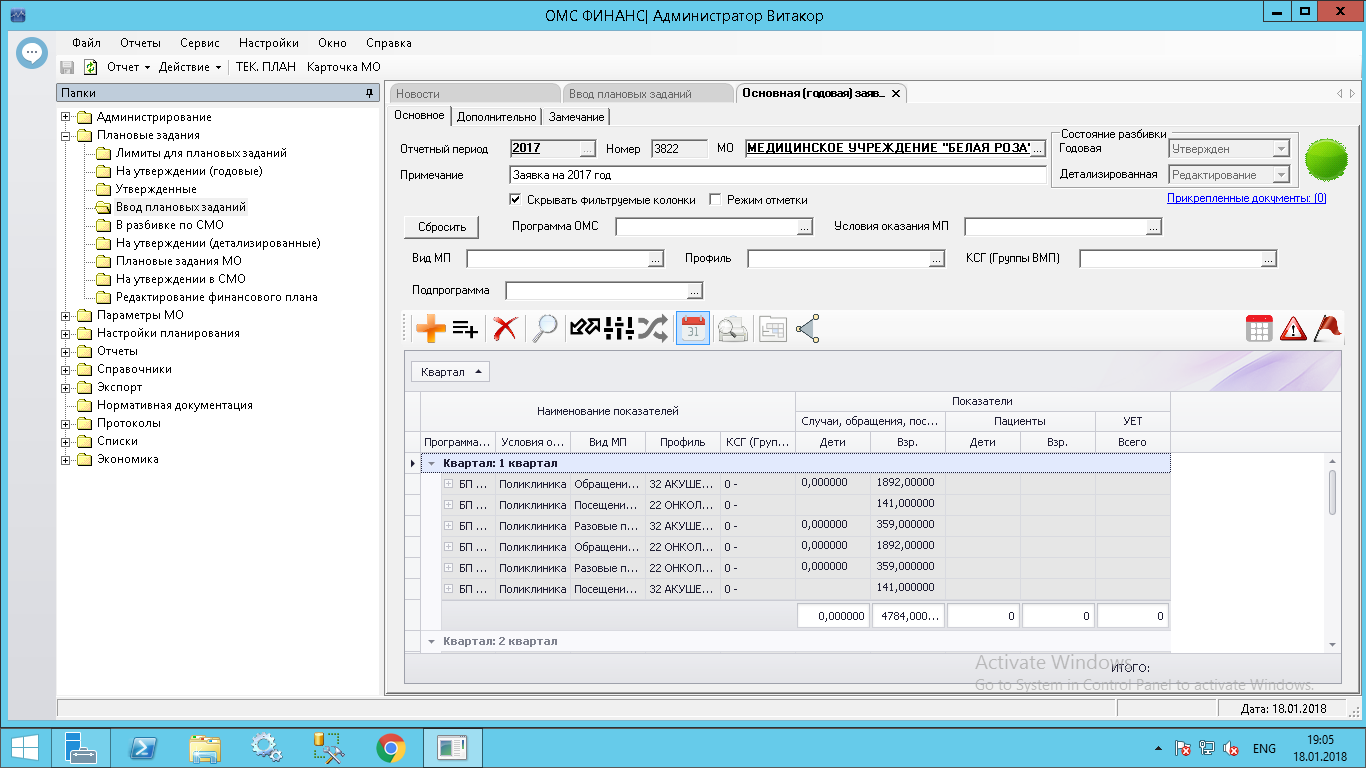 ОМС ФИНАНС| Администратор Витакор
Файл Отчеты Сервис Настройки Окно Справка
Отчет Действие ТЕК. ПЛАН Карточка МО
Папки
Администрирование
Плановые задания
Лимиты для плановых заданий
На утверждении (годовые)
Утвержденные
Ввод плановых заданий
В разбивке по СМО
На утверждении (детализированные)
Плановые задания МО
На утверждении в СМО
Редактирование финансового плана
Параметры МО
Настройки планирования
Отчеты
Справочники
Экспорт
Нормативная документация
Протоколы
Списки
Экономика
Новости Ввод плановых заданий Основная (годовая) заяв...
Основное Дополнительно Замечание
Отчетный период 2017 ... Номер 3822 МО МЕДИЦИНСКОЕ УЧРЕЖДЕНИЕ "БЕЛАЯ РОЗА" ...
Примечание Заявка на 2017 год
Состояние разбивки
Годовая Утвержден
Детализированная Редактирование
Скрывать фильтруемые колонки Режим отметки
Прикрепленные документы: (0)
Сбросить Программа ОМС ... Условия оказания МП ...
Вид МП ... Профиль ... КСГ (Группы ВМП) ...
Подпрограмма ...
31
Квартал
Наименование показателей Показатели
Случаи, обращения, пос... Пациенты УЕТ
Программа... Условия о... Вид МП Профиль КСГ (Груп... Дети Взр. Дети Взр. Всего
Квартал: 1 квартал
БП ... Поликлиника Обращени... 32 АКУШЕ... 0 - 0,000000 1892,00000
БП ... Поликлиника Посещени... 22 ОНКОЛ... 0 - 141,000000
БП ... Поликлиника Разовые п... 32 АКУШЕ... 0 - 0,000000 359,000000
БП ... Поликлиника Обращени... 22 ОНКОЛ... 0 - 0,000000 1892,00000
БП ... Поликлиника Разовые п... 22 ОНКОЛ... 0 - 0,000000 359,000000
БП ... Поликлиника Посещени... 32 АКУШЕ... 0 - 141,000000
0,000000 4784,000... 0 0 0
Квартал: 2 квартал
ИТОГО:
Activate Windows
Go to System in Control Panel to activate Windows.
Дата: 18.01.2018
ENG 19:05
18.01.2018